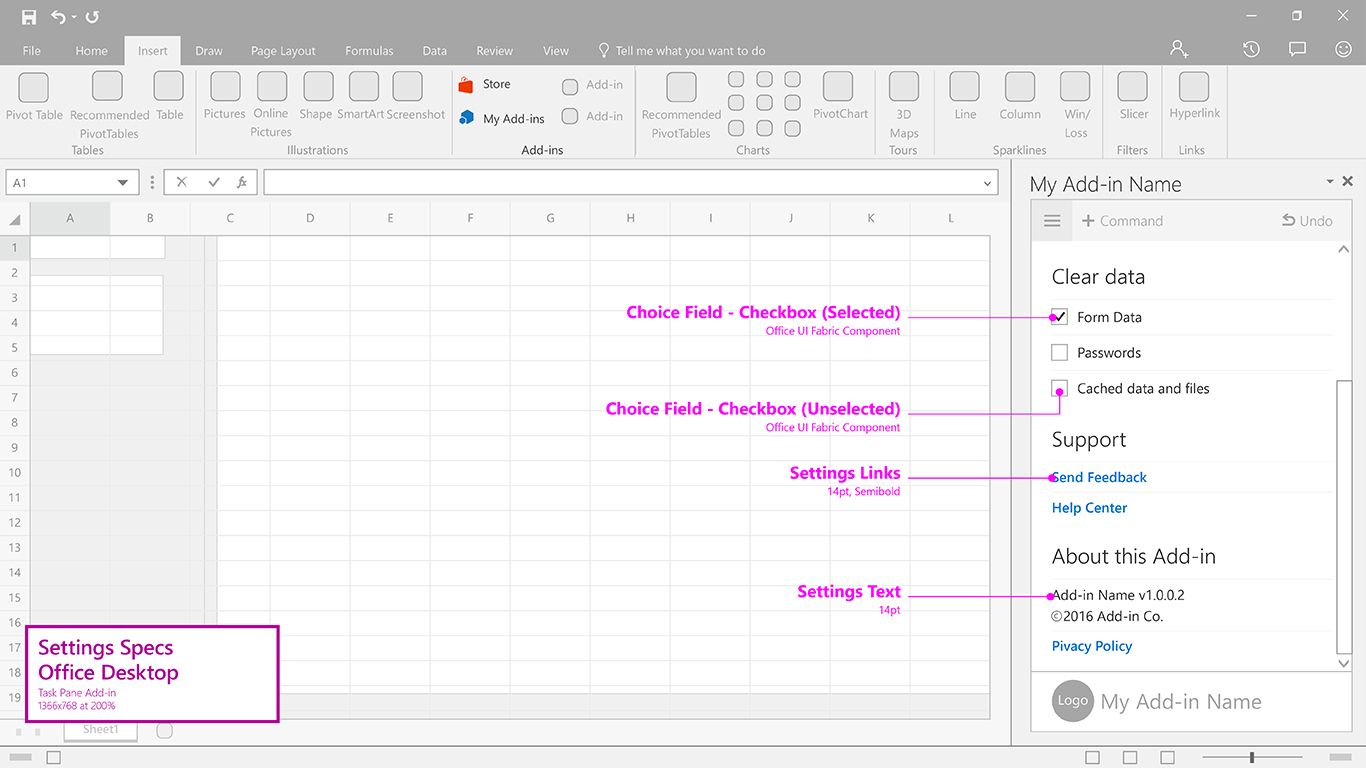 File Home Insert Draw Page Layout Formulas Data Review View Tell me what you want to do
Pivot Table Recommended PivotTables Table
Tables
Pictures Online Pictures Shape SmartArt Screenshot
Illustrations
Store Add-in
My Add-ins Add-in
Add-ins
Recommended PivotTables PivotChart
Charts
3D Maps
Tours
Line Column Win/Loss
Sparklines
Slicer
Filters
Hyperlink
Links
A1 fx
A B C D E F G H I J K L
1
2
3
4
5
6
7
8
9
10
11
12
13
14
15
16
17
18
19
Choice Field - Checkbox (Selected)
Office UI Fabric Component
Choice Field - Checkbox (Unselected)
Office UI Fabric Component
Settings Links
14pt, Semibold
Settings Text
14pt
Settings Specs
Office Desktop
Task Pane Add-in
1366x768 at 200%
Sheet1
My Add-in Name
Command Undo
Clear data
Form Data
Passwords
Cached data and files
Support
Send Feedback
Help Center
About this Add-in
Add-in Name v1.0.0.2
©2016 Add-in Co.
Pivacy Policy
Logo My Add-in Name